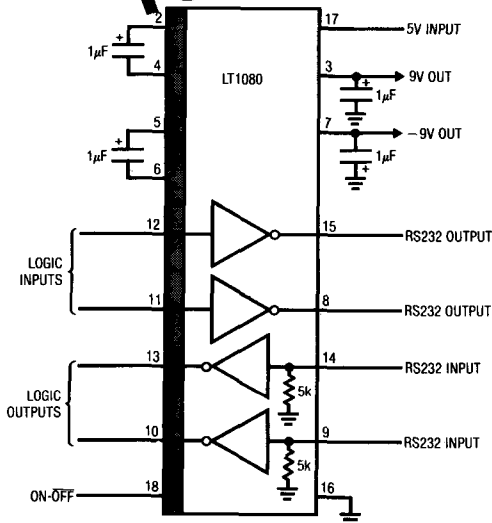 2
17
5V INPUT
1µF
+
4
LT1080
3
9V OUT
+
1µF
5
7
−9V OUT
+
1µF
6
1µF
+
12
15
RS232 OUTPUT
LOGIC
INPUTS
11
8
RS232 OUTPUT
13
14
RS232 INPUT
5k
LOGIC
OUTPUTS
10
9
RS232 INPUT
5k
18
ON-OFF
16